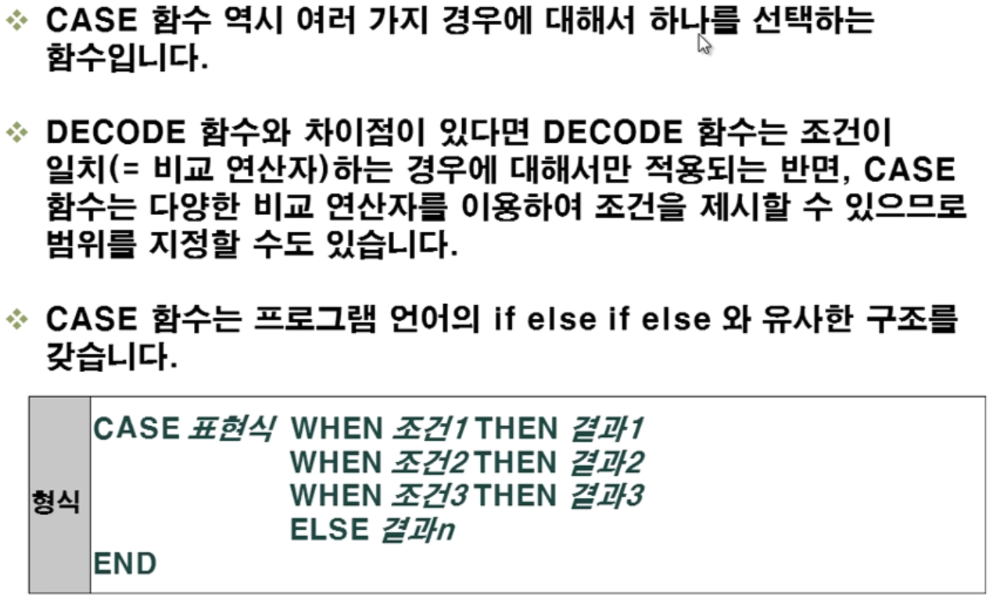 CASE 함수 역시 여러 가지 경우에 대해서 하나를 선택하는
함수입니다.
DECODE 함수와 차이점이 있다면 DECODE 함수는 조건이
일치(= 비교 연산자)하는 경우에 대해서만 적용되는 반면, CASE
함수는 다양한 비교 연산자를 이용하여 조건을 제시할 수 있으므로
범위를 지정할 수도 있습니다.
CASE 함수는 프로그램 언어의 if else if else 와 유사한 구조를
갖습니다.
형식
CASE 표현식 WHEN 조건1 THEN 결과1
WHEN 조건2 THEN 결과2
WHEN 조건3 THEN 결과3
ELSE 결과n
END